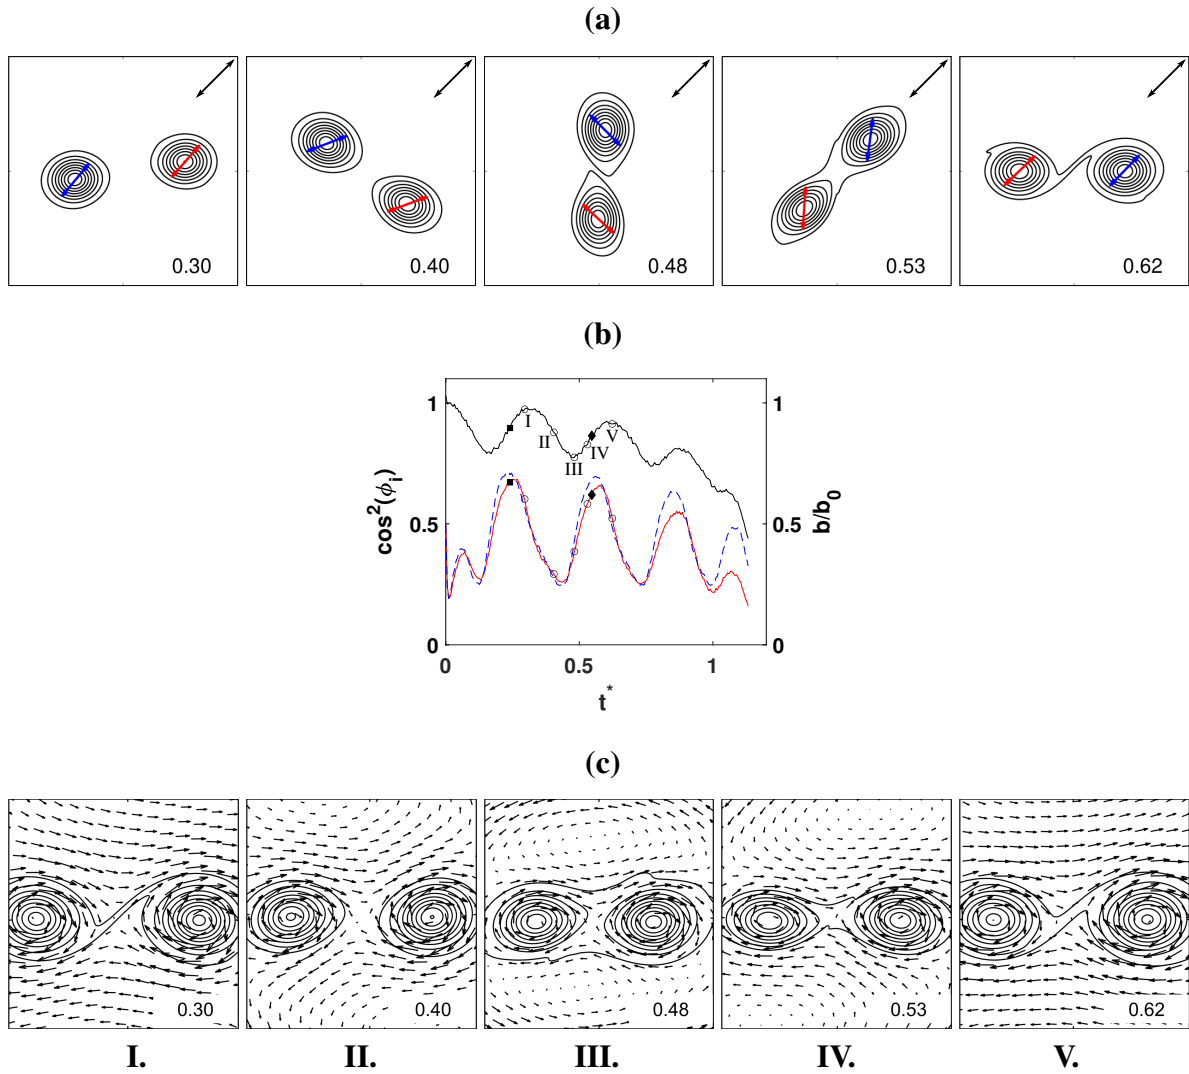 (a)
0.30 0.40 0.48 0.53 0.62
(b)
1 1
I II III IV V
cos²(ϕᵢ) 0.5 0.5 b/b₀
0 0
0 0.5 1
t*
(c)
0.30 0.40 0.48 0.53 0.62
I. II. III. IV. V.